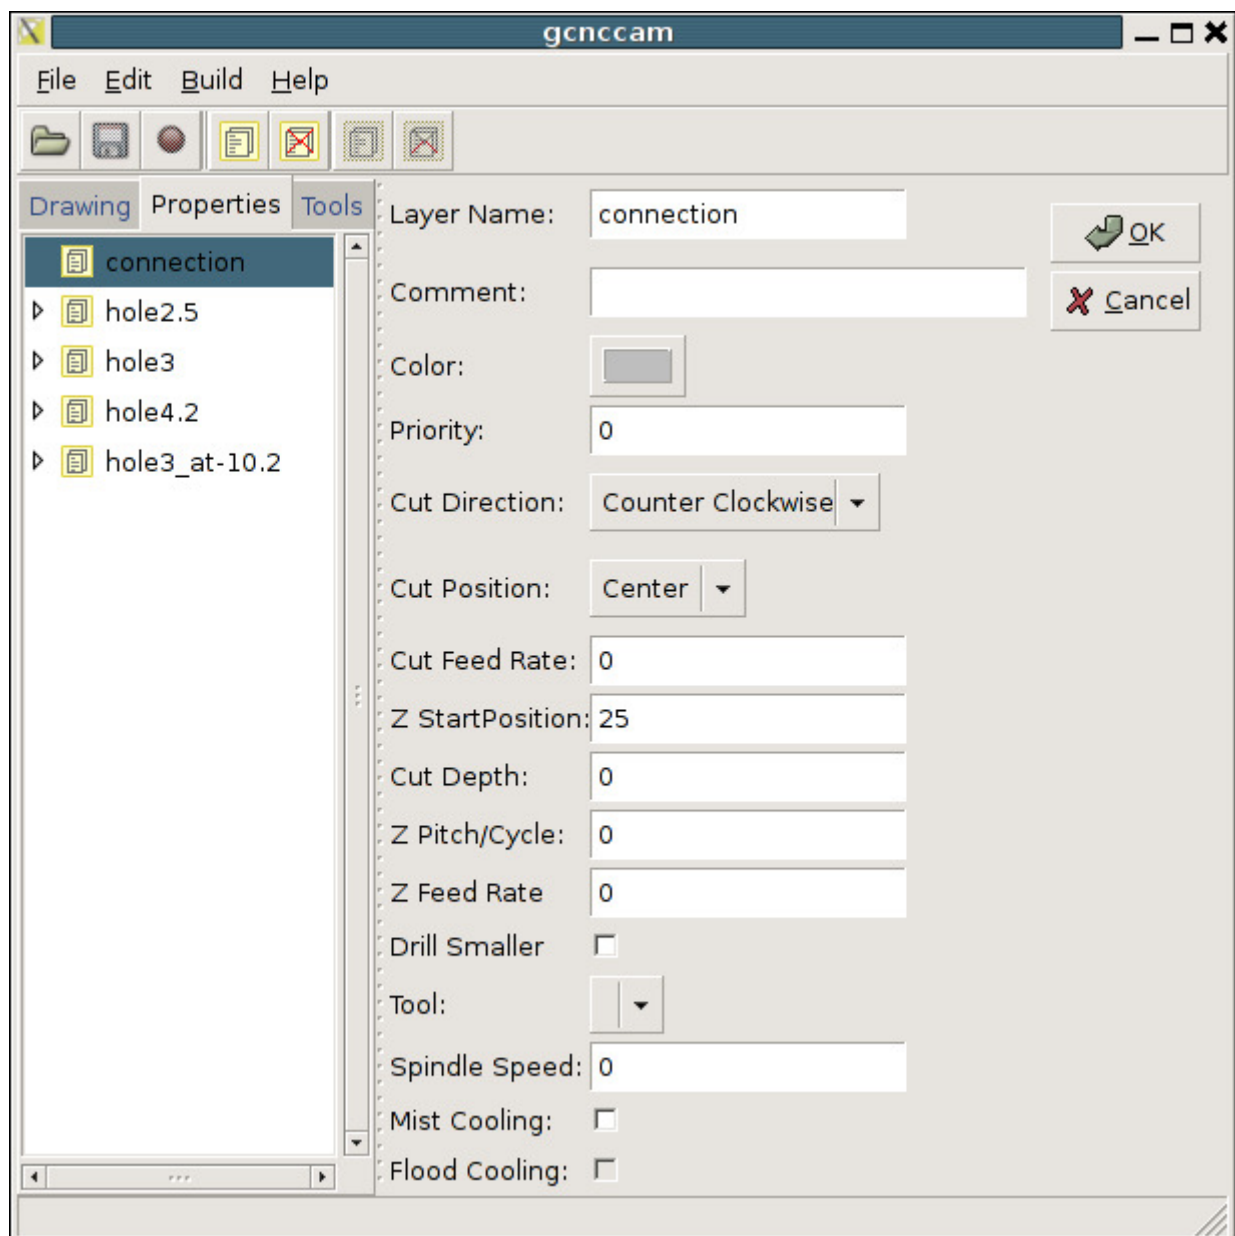 gcnccam
File Edit Build Help
Drawing Properties Tools
connection
hole2.5
hole3
hole4.2
hole3_at-10.2
Layer Name: connection
OK
Comment:
Cancel
Color:
Priority: 0
Cut Direction: Counter Clockwise
Cut Position: Center
Cut Feed Rate: 0
Z StartPosition: 25
Cut Depth: 0
Z Pitch/Cycle: 0
Z Feed Rate 0
Drill Smaller
Tool:
Spindle Speed: 0
Mist Cooling:
Flood Cooling: